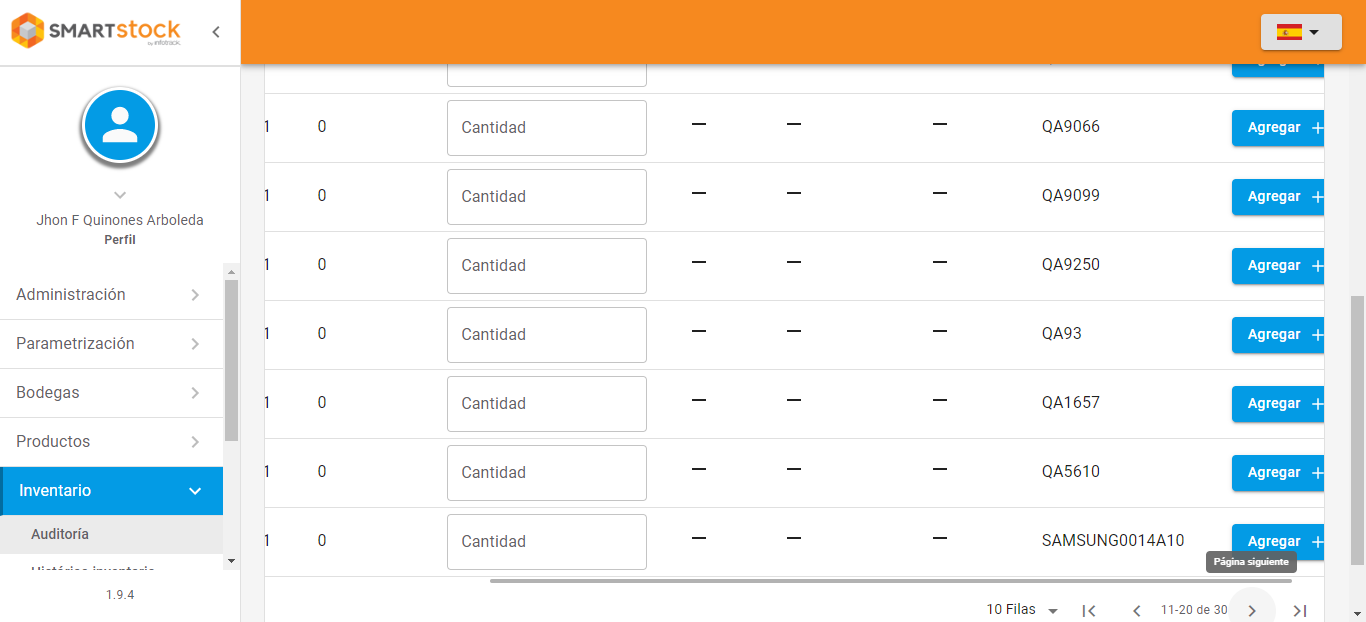 SMARTstock
by infotrack.
Jhon F Quinones Arboleda
Perfil
Administración
Parametrización
Bodegas
Productos
Inventario
Auditoría
Histórico inventario
1.9.4
1 0 Cantidad — — — QA9066 Agregar +
1 0 Cantidad — — — QA9099 Agregar +
1 0 Cantidad — — — QA9250 Agregar +
1 0 Cantidad — — — QA93 Agregar +
1 0 Cantidad — — — QA1657 Agregar +
1 0 Cantidad — — — QA5610 Agregar +
1 0 Cantidad — — — SAMSUNG0014A10 Agregar +
Página siguiente
10 Filas 11-20 de 30